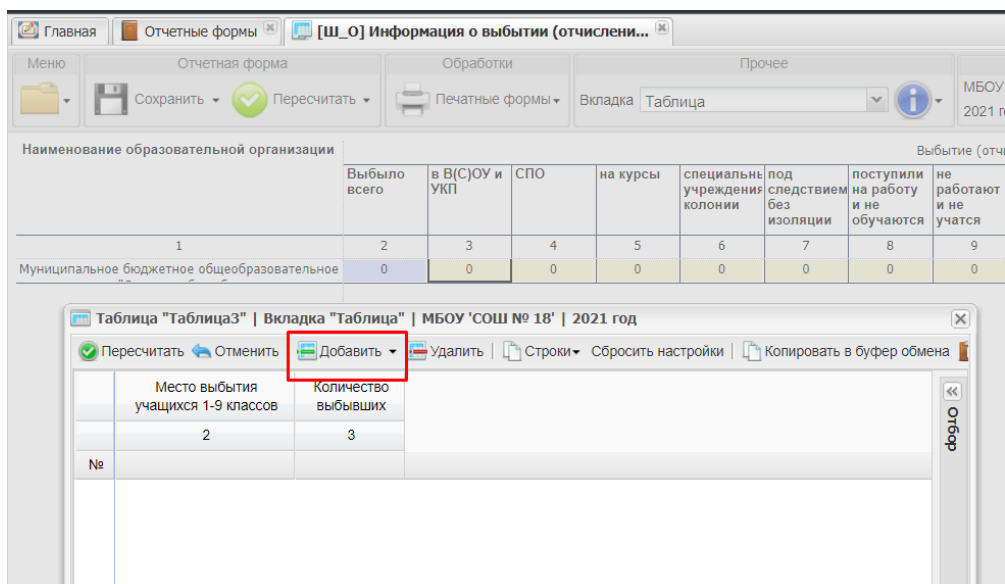 Главная Отчетные формы [Ш_О] Информация о выбытии (отчислени...
Меню Отчетная форма Обработки Прочее
Сохранить Пересчитать Печатные формы Вкладка Таблица МБОУ
2021
Наименование образовательной организации Выбытие
Выбыло всего
в В(С)ОУ и УКП
СПО
на курсы
учреждения колонии
под следствием без изоляции
поступили на работу и не обучаются
не работают и не учатся
1 2 3 4 5 6 7 8 9
Муниципальное бюджетное общеобразовательное 0 0 0 0 0 0 0 0
Таблица "Таблица3" | Вкладка "Таблица" | МБОУ 'СОШ № 18' | 2021 год
Пересчитать Отменить Добавить Удалить | Строки Сбросить настройки | Копировать в буфер обмена
Место выбытия учащихся 1-9 классов
Количество выбывших
Отбор
2 3
№